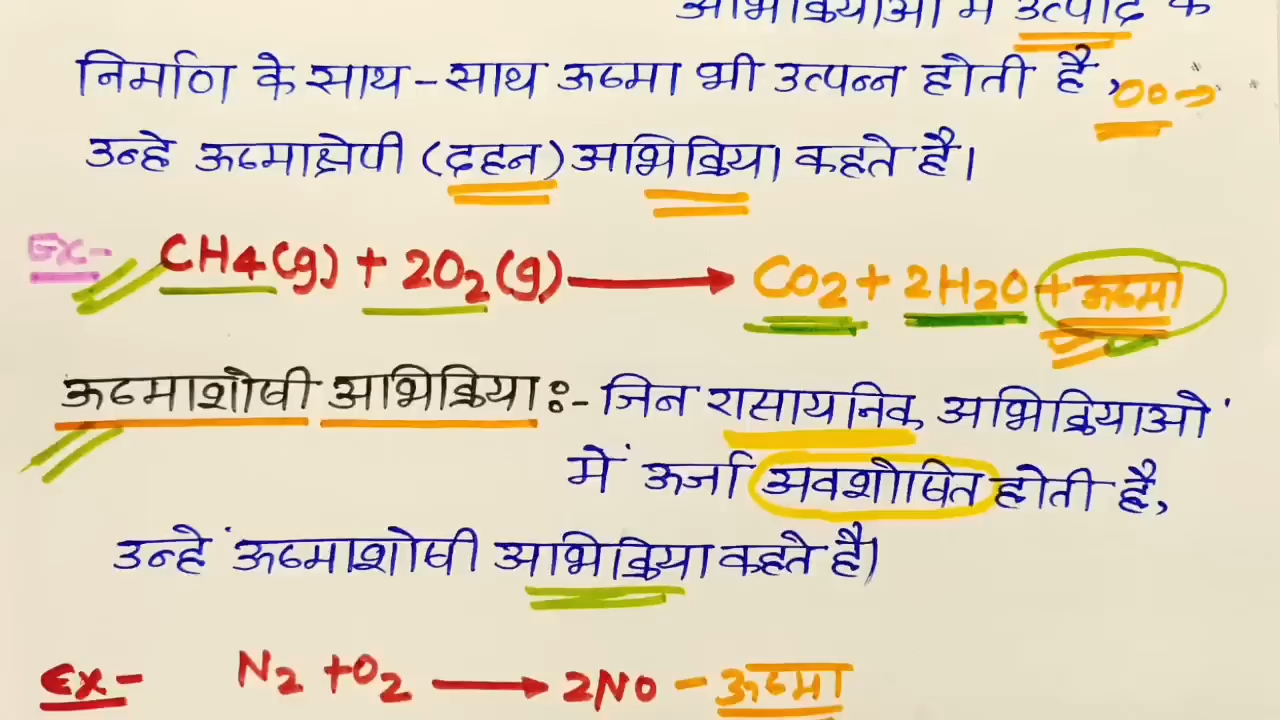 अभिक्रियाओ में उत्पाद के
निर्माण के साथ-साथ ऊष्मा भी उत्पन्न होती है,
उन्हे ऊष्माक्षेपी (दहन) अभिक्रिया कहते है।
Ex- CH4(g) + 2O2(g) ⟶ CO2 + 2H2O + ऊष्मा
ऊष्माशोषी अभिक्रिया :- जिन रासायनिक अभिक्रियाओं
में ऊर्जा अवशोषित होती है,
उन्हें ऊष्माशोषी अभिक्रिया कहते है।
Ex- N2 + O2 ⟶ 2NO - ऊष्मा